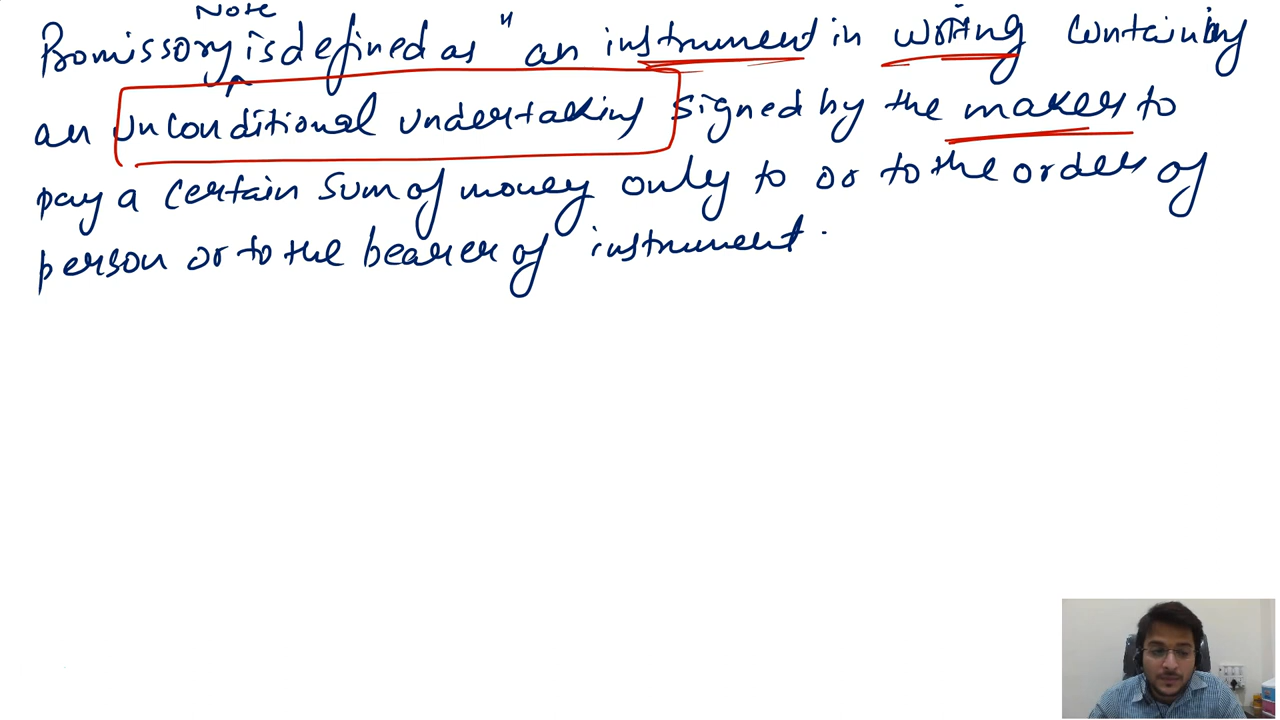 Promissory Note is defined as " an instrument in writing containing
an unconditional undertaking signed by the maker to
pay a certain sum of money only to or to the order of
person or to the bearer of instrument.